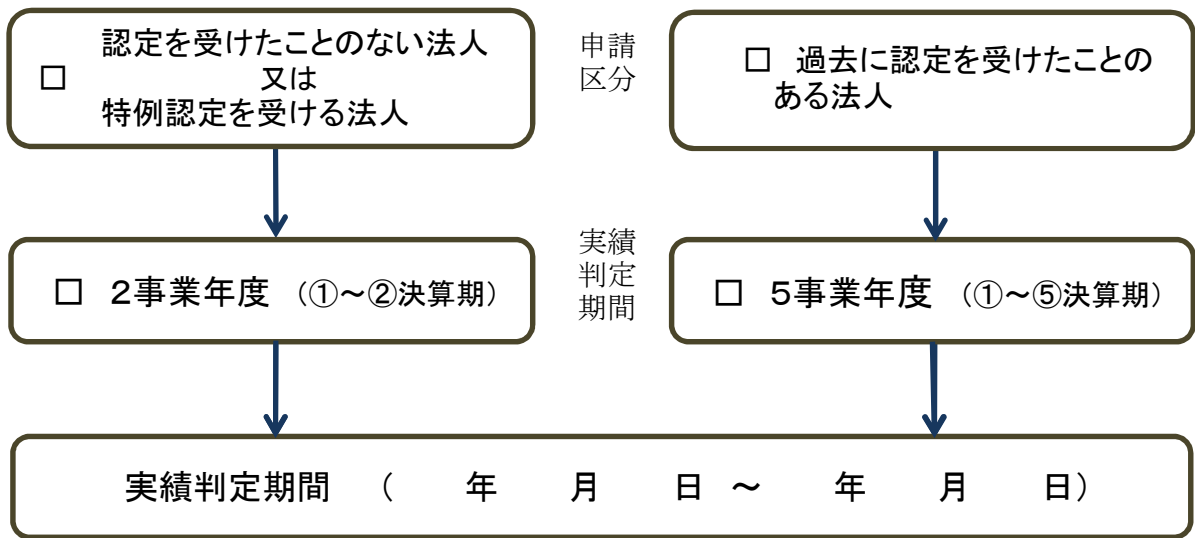 認定を受けたことのない法人
□ 又は
特例認定を受ける法人
申請
区分
□ 過去に認定を受けたことの
ある法人
□ 2事業年度 (①～②決算期)
実績
判定
期間
□ 5事業年度 (①～⑤決算期)
実績判定期間 ( 年 月 日 ～ 年 月 日)